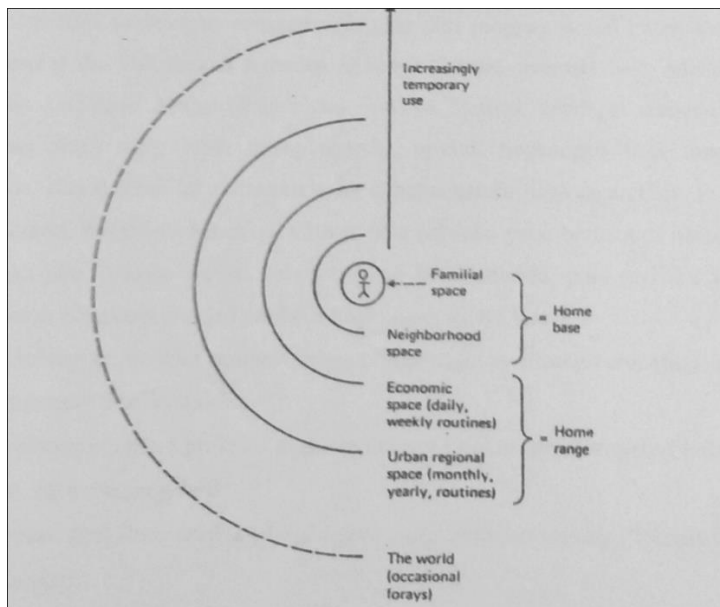 Increasingly
temporary
use
Familial
space
= Home
base
Neighborhood
space
Economic
space (daily,
weekly routines)
= Home
range
Urban regional
space (monthly,
yearly, routines)
The world
(occasional
forays)